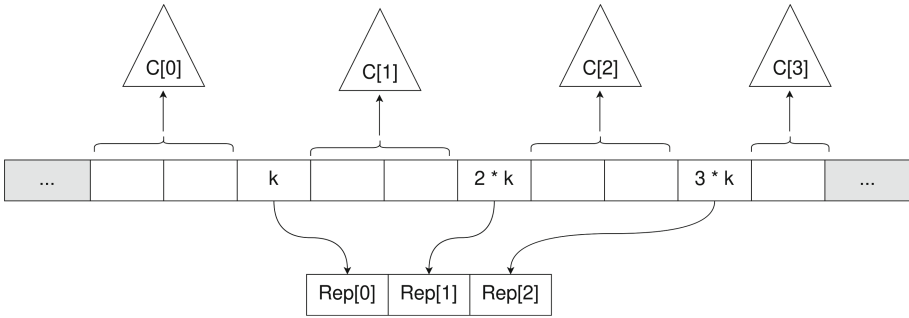 C[0] C[1] C[2] C[3]
... k 2 * k 3 * k ...
Rep[0] Rep[1] Rep[2]